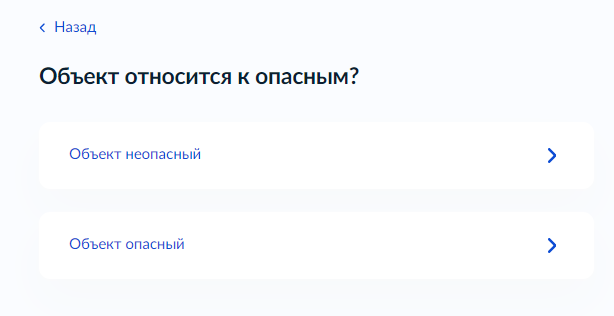 Назад
Объект относится к опасным?
Объект неопасный
Объект опасный